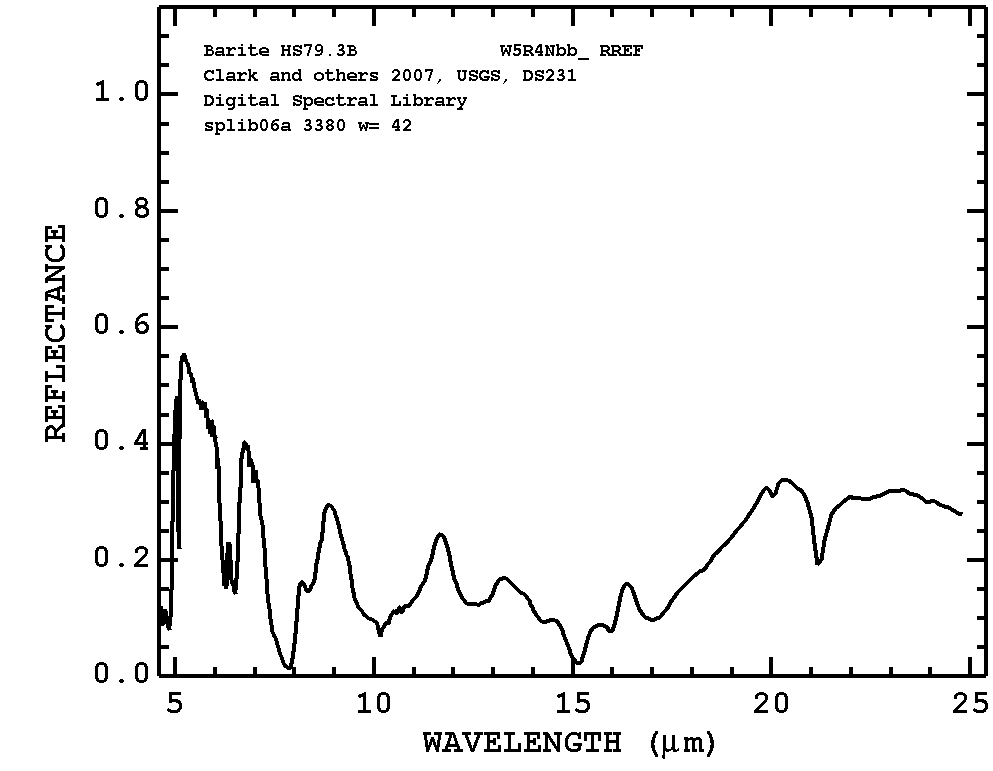 Barite HS79.3B W5R4Nbb_ RREF
Clark and others 2007, USGS, DS231
Digital Spectral Library
splib06a 3380 w= 42
1.0
0.8
0.6
0.4
0.2
0.0
REFLECTANCE
5 10 15 20 25
WAVELENGTH (μm)